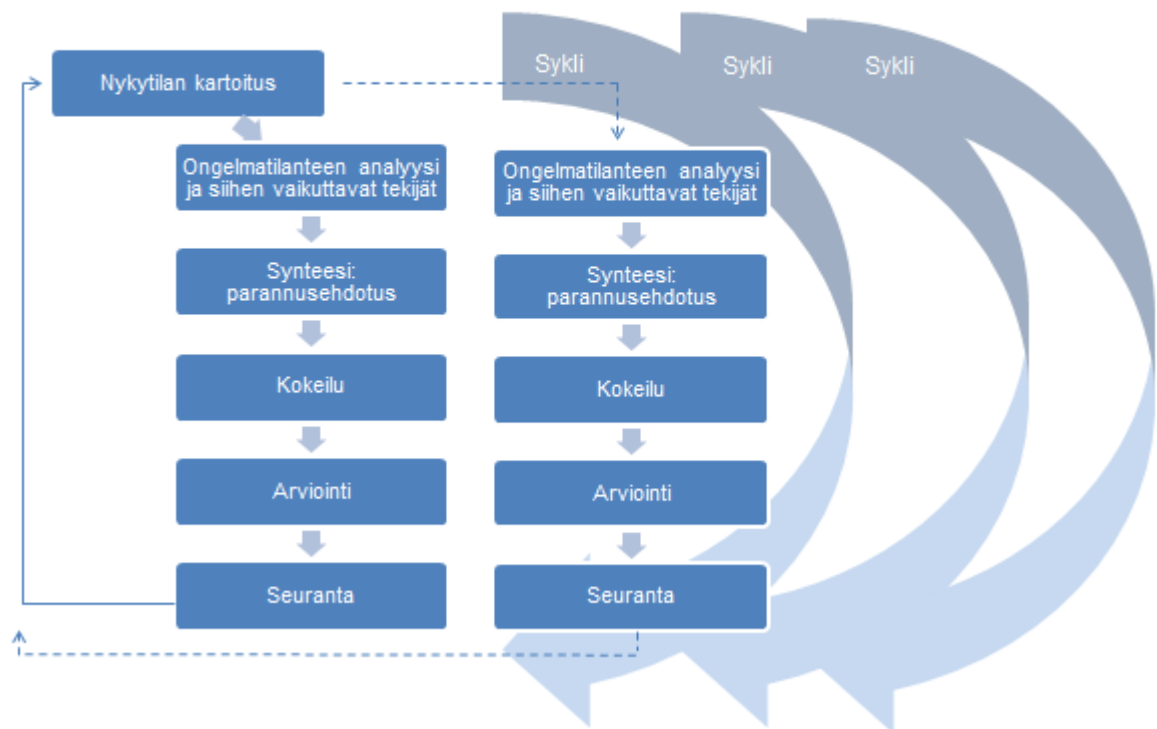 Sykli
Sykli
Sykli
Nykytilan kartoitus
Ongelmatilanteen analyysi
ja siihen vaikuttavat tekijät
Synteesi:
parannusehdotus
Kokeilu
Arviointi
Seuranta
Ongelmatilanteen analyysi
ja siihen vaikuttavat tekijät
Synteesi:
parannusehdotus
Kokeilu
Arviointi
Seuranta